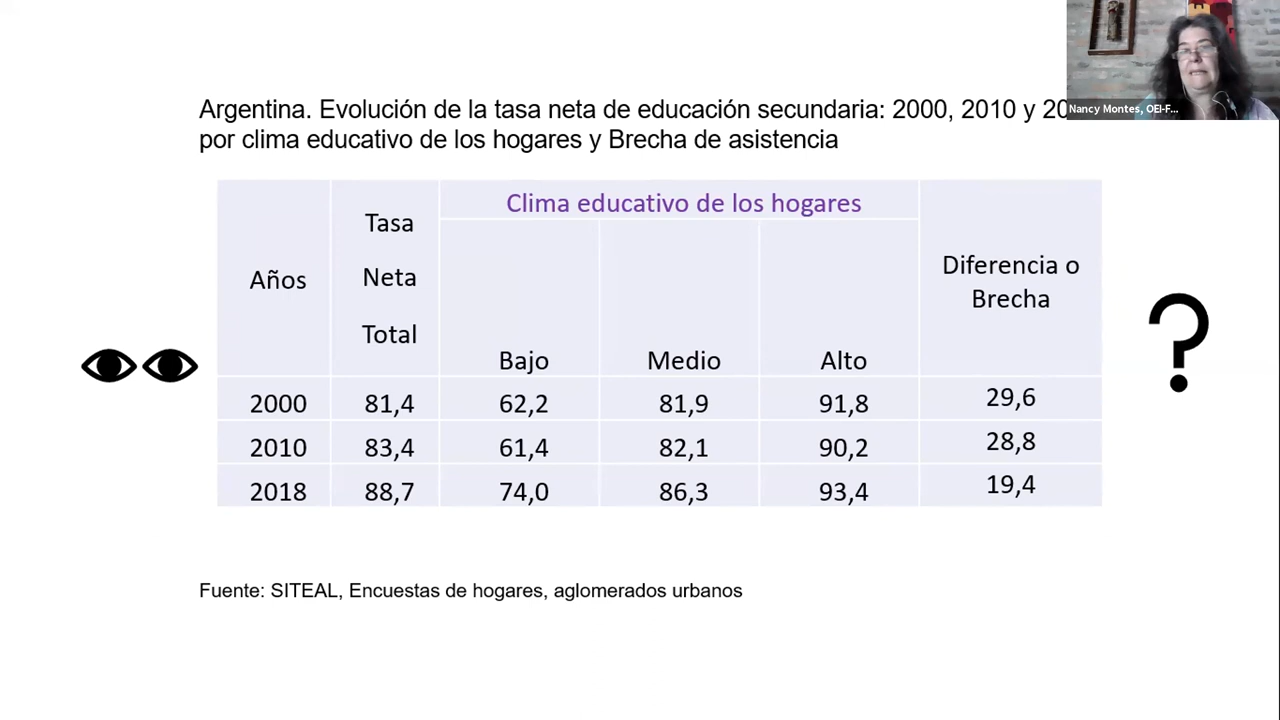 Nancy Montes, OEI-F...
Argentina. Evolución de la tasa neta de educación secundaria: 2000, 2010 y 20
por clima educativo de los hogares y Brecha de asistencia
Años
Tasa
Neta
Total
Clima educativo de los hogares
Bajo Medio Alto
Diferencia o
Brecha
2000 81,4 62,2 81,9 91,8 29,6
2010 83,4 61,4 82,1 90,2 28,8
2018 88,7 74,0 86,3 93,4 19,4
?
Fuente: SITEAL, Encuestas de hogares, aglomerados urbanos